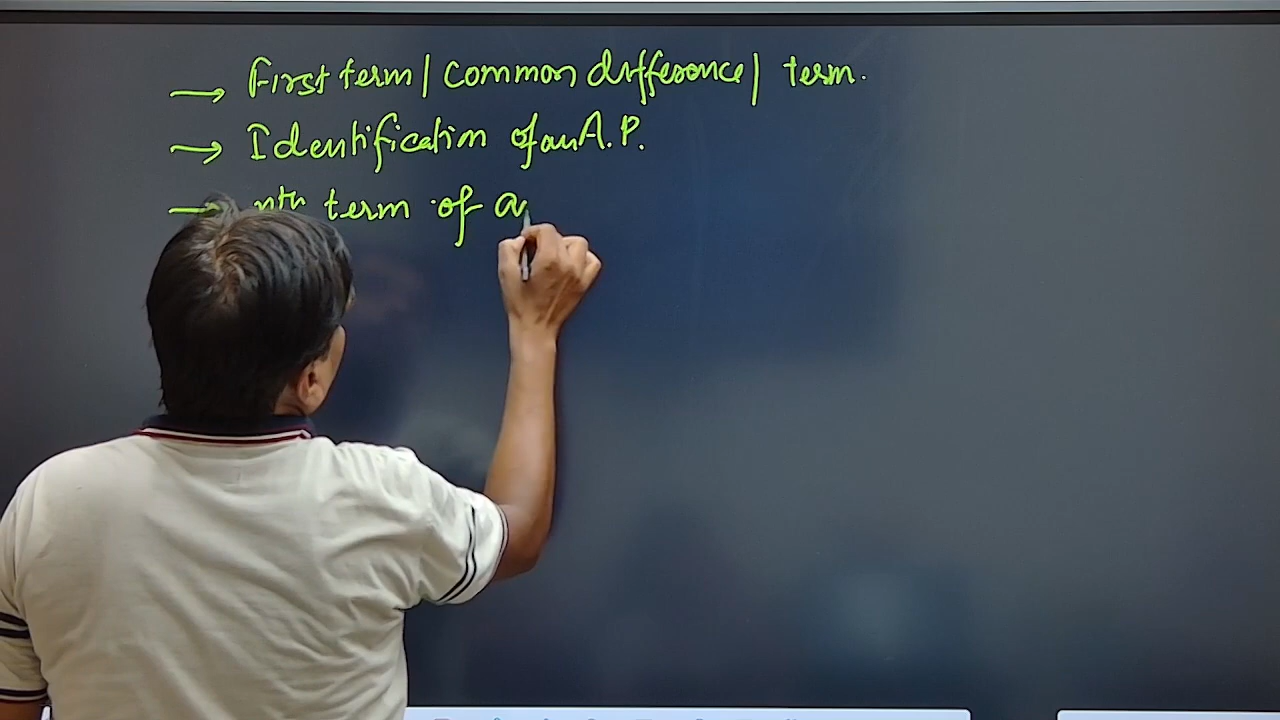 → First term / Common difference / term.
→ Identification of an A.P.
→ nth term of a